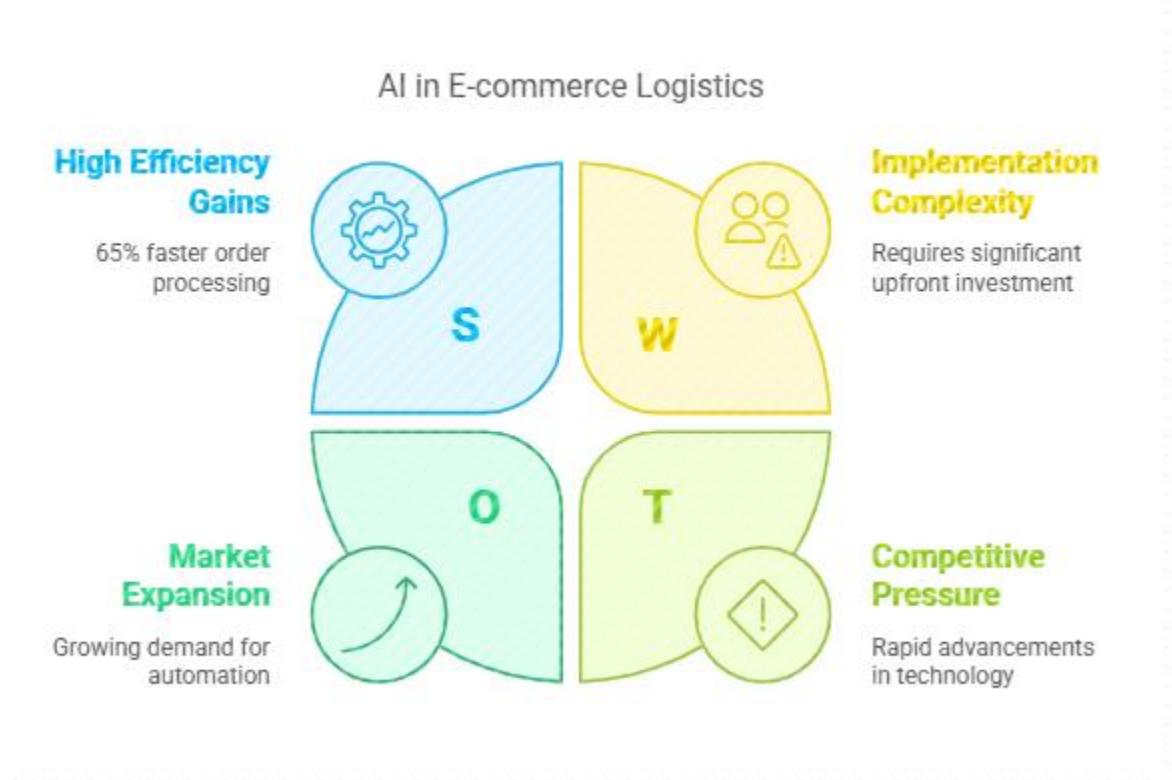 AI in E-commerce Logistics
High Efficiency
Gains
65% faster order
processing
S
Implementation
Complexity
Requires significant
upfront investment
W
Market
Expansion
Growing demand for
automation
O
Competitive
Pressure
Rapid advancements
in technology
T